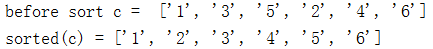 before sort c =  ['1', '3', '5', '2', '4', '6']
sorted(c) = ['1', '2', '3', '4', '5', '6']